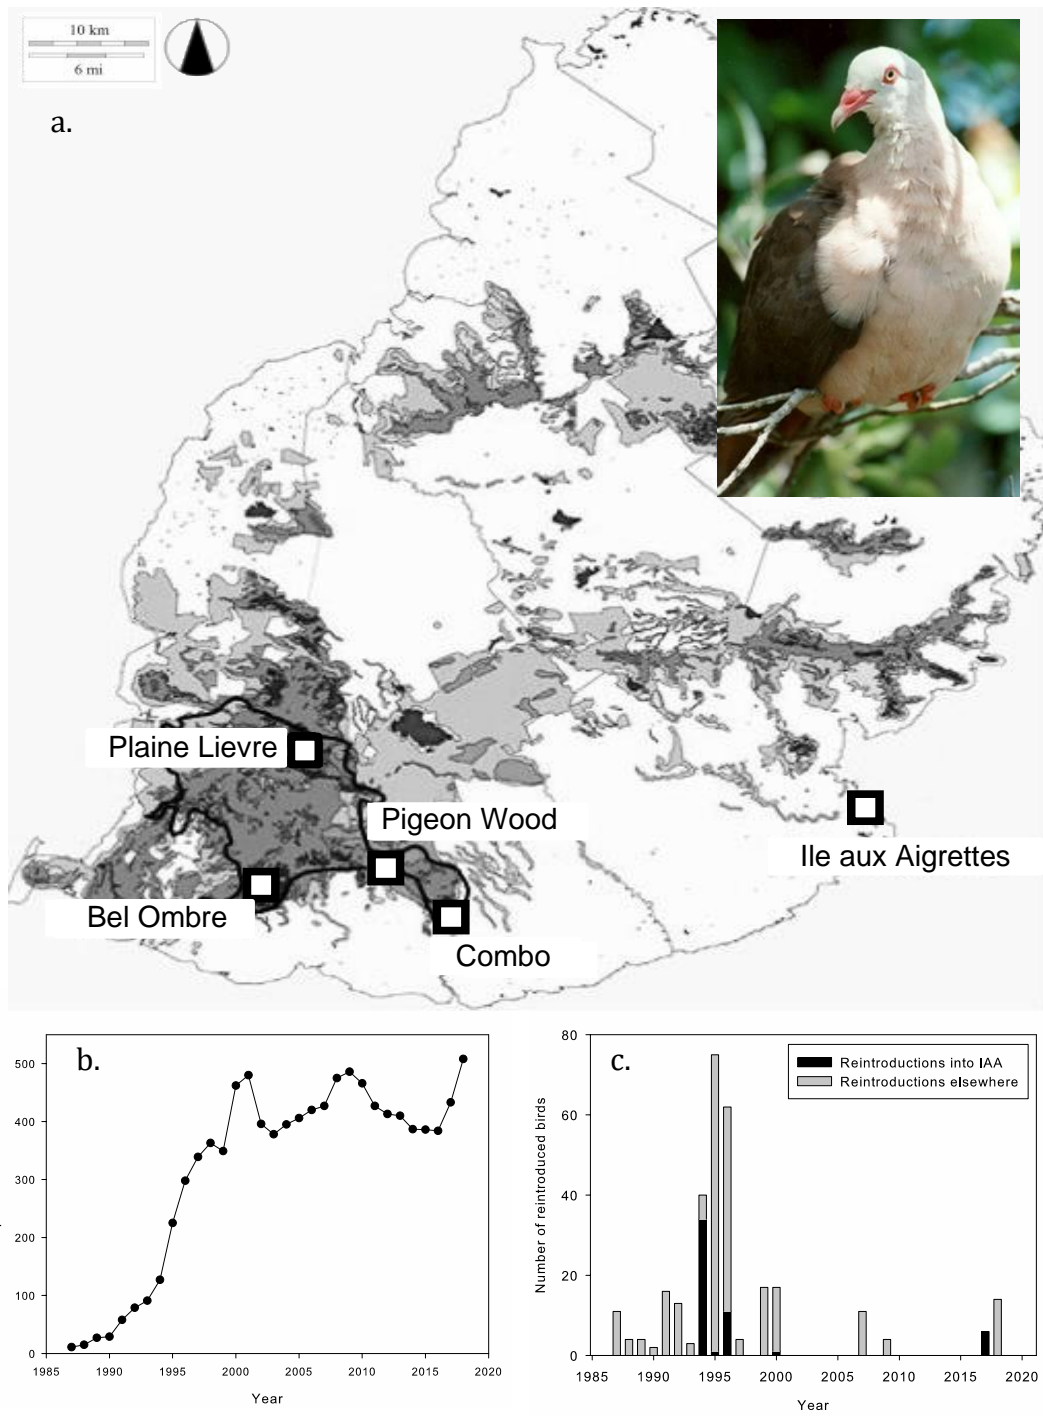 10 km
6 mi
a.
Plaine Lievre
Pigeon Wood
Ile aux Aigrettes
Bel Ombre
Combo
b.
500
400
300
200
100
0
1985 1990 1995 2000 2005 2010 2015 2020
Year
c.
Reintroductions into IAA
Reintroductions elsewhere
Number of reintroduced birds
80
60
40
20
0
1985 1990 1995 2000 2005 2010 2015 2020
Year